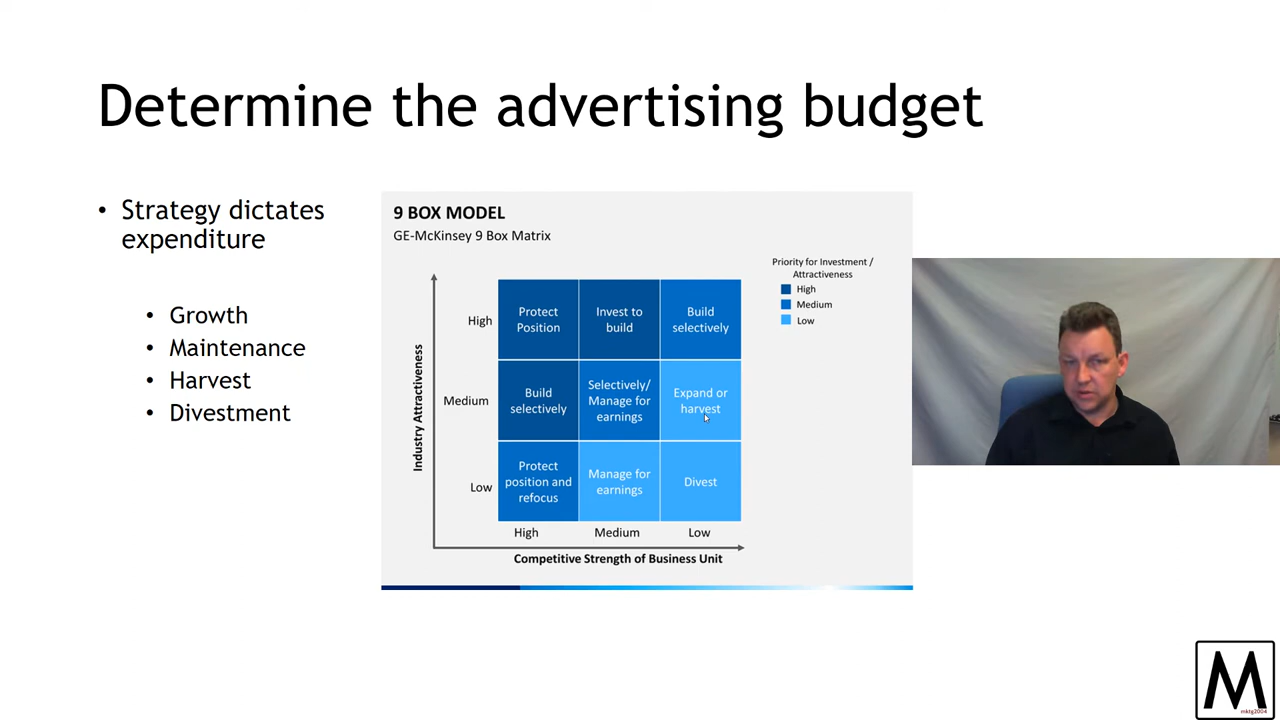 Determine the advertising budget
• Strategy dictates
expenditure
• Growth
• Maintenance
• Harvest
• Divestment
9 BOX MODEL
GE-McKinsey 9 Box Matrix
Priority for Investment /
Attractiveness
High
Medium
Low
Industry Attractiveness
High
Protect
Position
Invest to
build
Build
selectively
Medium
Build
selectively
Selectively/
Manage for
earnings
Expand or
harvest
Low
Protect
position and
refocus
Manage for
earnings
Divest
High
Medium
Low
Competitive Strength of Business Unit
M
mktg2004